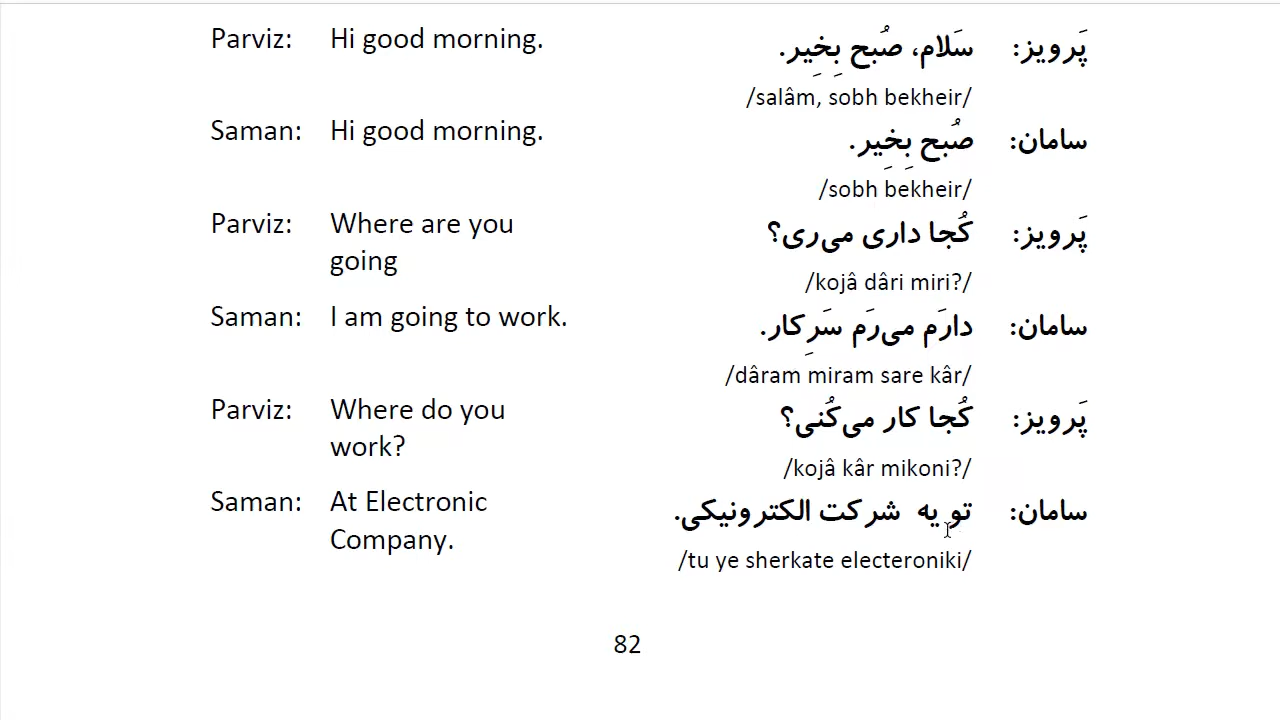 Parviz: Hi good morning. پَرویز: سَلام، صُبح بِخِیر.
/salâm, sobh bekheir/
Saman: Hi good morning. سامان: صُبح بِخِیر.
/sobh bekheir/
Parviz: Where are you پَرویز: کُجا داری می‌ری؟
going
/kojâ dâri miri?/
Saman: I am going to work. سامان: دارَم می‌رَم سَرِ کار.
/dâram miram sare kâr/
Parviz: Where do you پَرویز: کُجا کار می‌کُنی؟
work?
/kojâ kâr mikoni?/
Saman: At Electronic سامان: تو یه شرکت الکترونیکی.
Company.
/tu ye sherkate electeroniki/
82